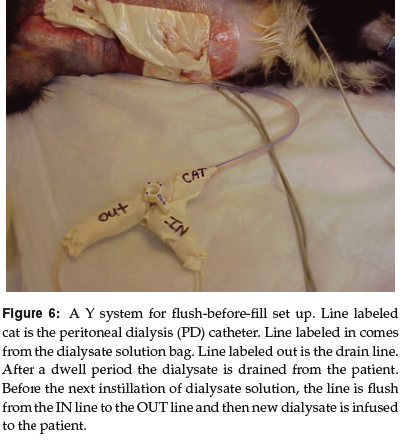 CAT
out
IN
Figure 6: A Y system for flush-before-fill set up. Line labeled
cat is the peritoneal dialysis (PD) catheter. Line labeled in comes
from the dialysate solution bag. Line labeled out is the drain line.
After a dwell period the dialysate is drained from the patient.
Before the next instillation of dialysate solution, the line is flush
from the IN line to the OUT line and then new dialysate is infused
to the patient.